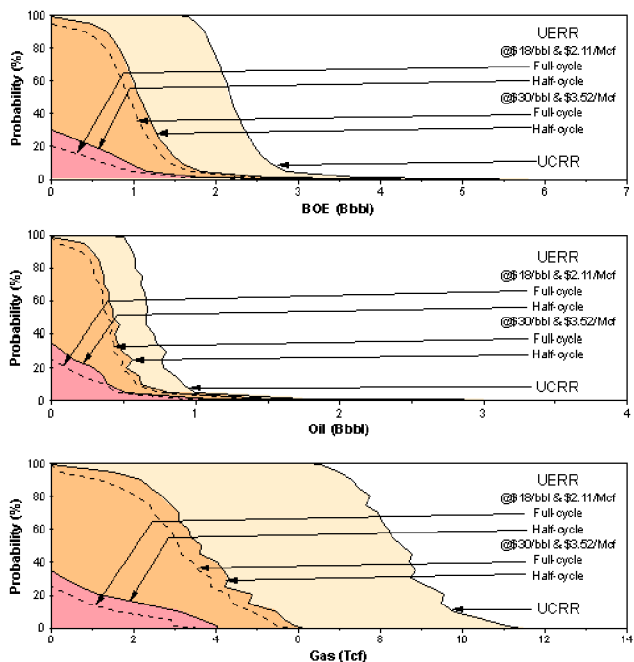 100
80
60
40
20
0
Probability (%)
UERR
@$18/bbl & $2.11/Mcf
Full-cycle
Half-cycle
@$30/bbl & $3.52/Mcf
Full-cycle
Half-cycle
UCRR
0 1 2 3 4 5 6 7
BOE (Bbbl)
100
80
60
40
20
0
Probability (%)
UERR
@$18/bbl & $2.11/Mcf
Full-cycle
Half-cycle
@$30/bbl & $3.52/Mcf
Full-cycle
Half-cycle
UCRR
0 1 2 3 4
Oil (Bbbl)
100
80
60
40
20
0
Probability (%)
UERR
@$18/bbl & $2.11/Mcf
Full-cycle
Half-cycle
@$30/bbl & $3.52/Mcf
Full-cycle
Half-cycle
UCRR
0 2 4 6 8 10 12 14
Gas (Tcf)